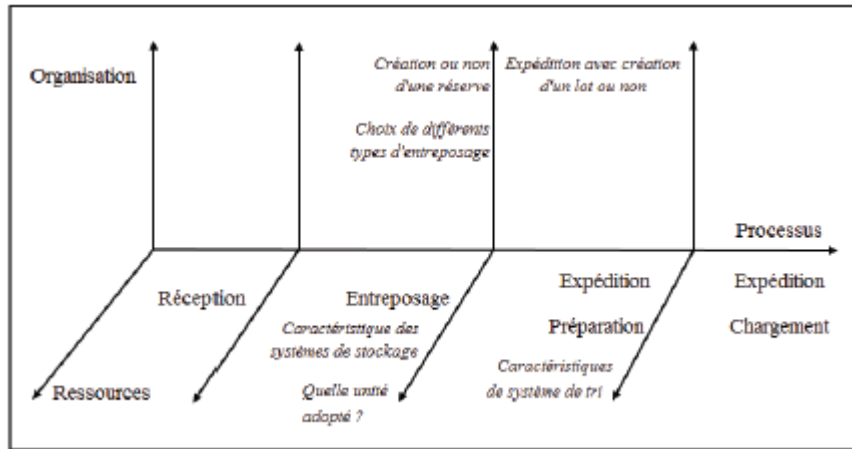 Organisation
Création ou non
d'une réserve
Choix de différents
types d'entreposage
Expédition avec création
d'un lot ou non
Processus
Réception
Entreposage
Expédition
Préparation
Expédition
Chargement
Caractéristique des
systèmes de stockage
Quelle unité
adopté ?
Caractéristiques
de système de tri
Ressources